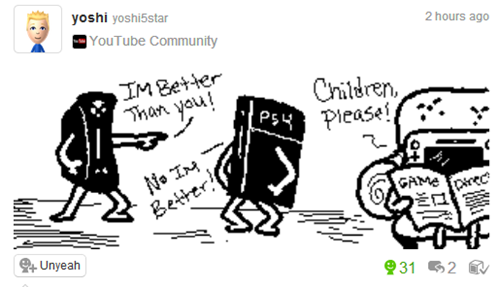 yoshi yoshi5star
2 hours ago
YouTube Community
IM Better
Than you!
No Im
Better!
PS4
Children,
please!
GAME Direc
Unyeah
31
2